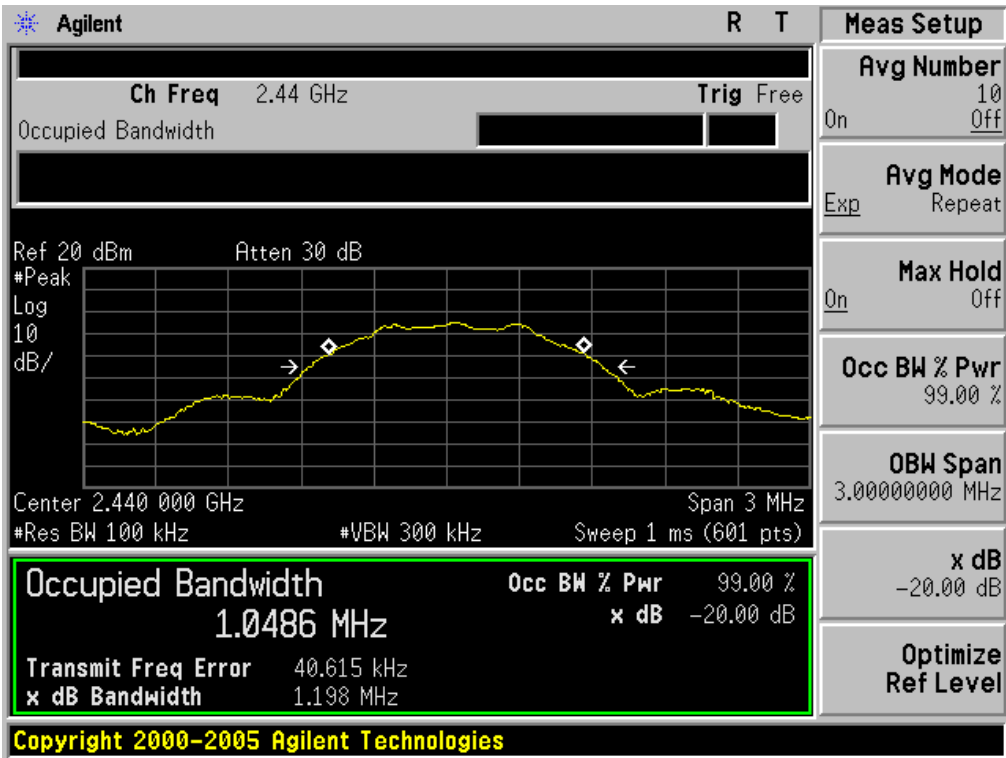 Agilent R T
Ch Freq 2.44 GHz Trig Free
Occupied Bandwidth
Ref 20 dBm Atten 30 dB
#Peak
Log
10
dB/
Center 2.440 000 GHz Span 3 MHz
#Res BW 100 kHz #VBW 300 kHz Sweep 1 ms (601 pts)
Occupied Bandwidth Occ BW % Pwr 99.00 %
1.0486 MHz x dB -20.00 dB
Transmit Freq Error 40.615 kHz
x dB Bandwidth 1.198 MHz
Copyright 2000-2005 Agilent Technologies
Meas Setup
Avg Number
10
On Off
Avg Mode
Exp Repeat
Max Hold
On Off
Occ BW % Pwr
99.00 %
OBW Span
3.00000000 MHz
x dB
-20.00 dB
Optimize
Ref Level